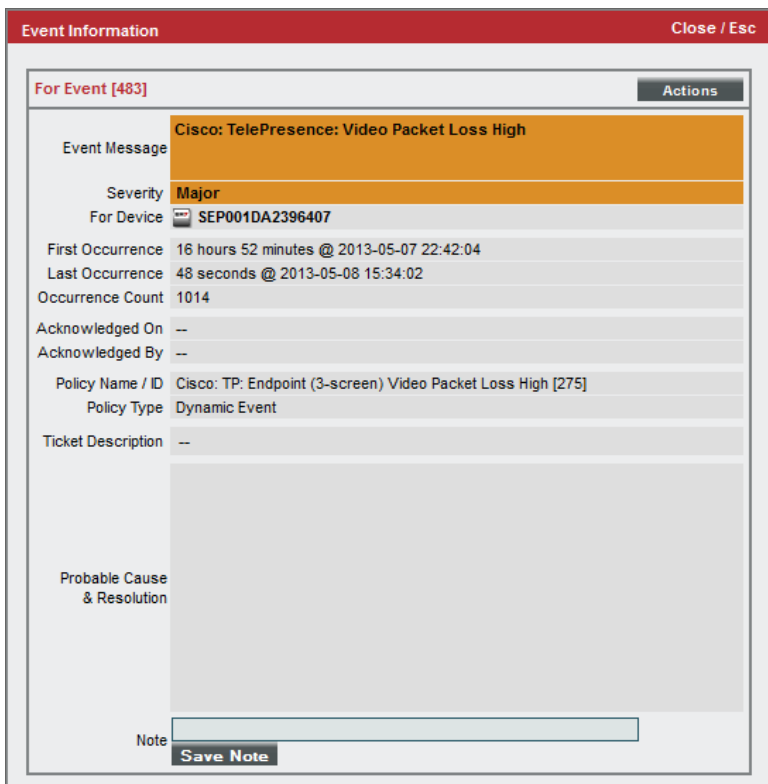 Event Information Close / Esc
For Event [483] Actions
Event Message Cisco: TelePresence: Video Packet Loss High
Severity Major
For Device SEP001DA2396407
First Occurrence 16 hours 52 minutes @ 2013-05-07 22:42:04
Last Occurrence 48 seconds @ 2013-05-08 15:34:02
Occurrence Count 1014
Acknowledged On --
Acknowledged By --
Policy Name / ID Cisco: TP: Endpoint (3-screen) Video Packet Loss High [275]
Policy Type Dynamic Event
Ticket Description --
Probable Cause
& Resolution
Note
Save Note